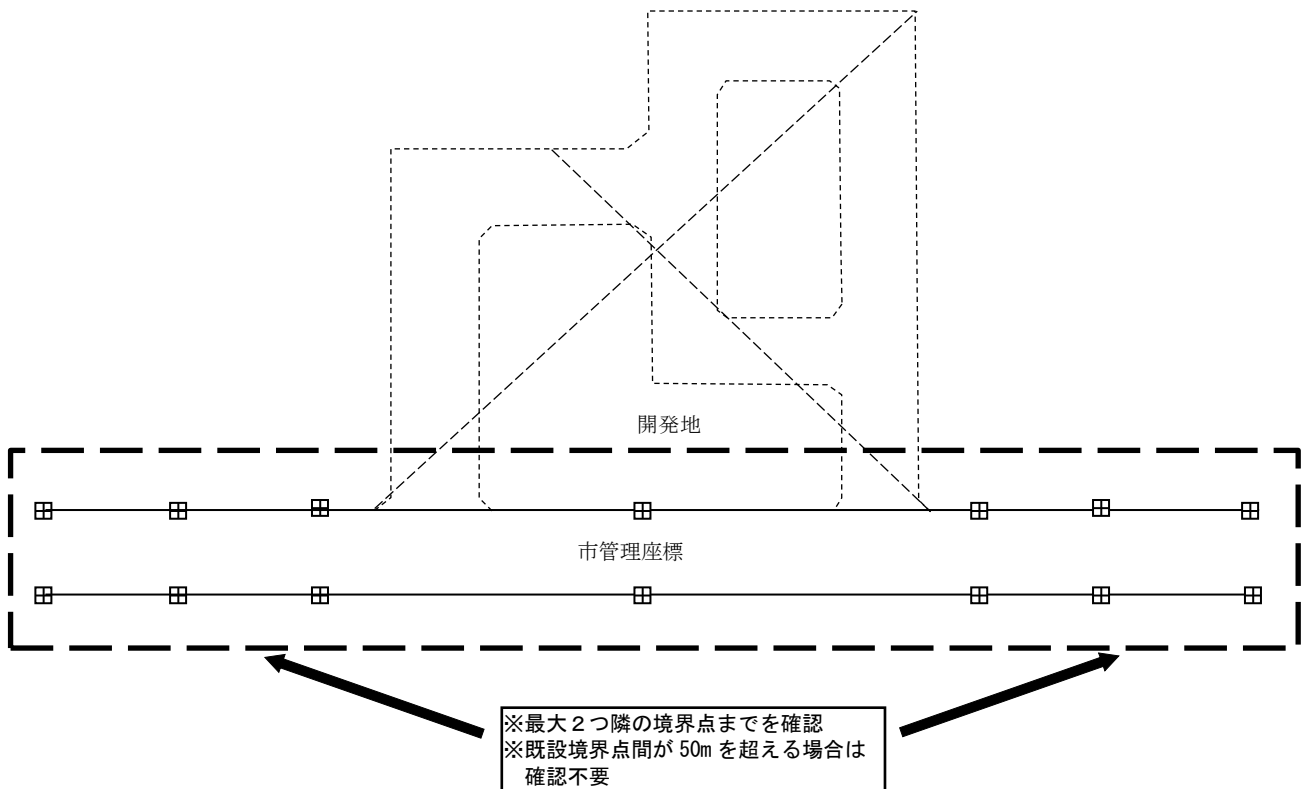 開発地
市管理座標
※最大２つ隣の境界点までを確認
※既設境界点間が 50m を超える場合は
確認不要